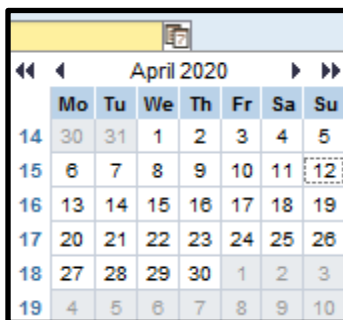 April 2020
Mo Tu We Th Fr Sa Su
14 30 31 1 2 3 4 5
15 6 7 8 9 10 11 12
16 13 14 15 16 17 18 19
17 20 21 22 23 24 25 26
18 27 28 29 30 1 2 3
19 4 5 6 7 8 9 10